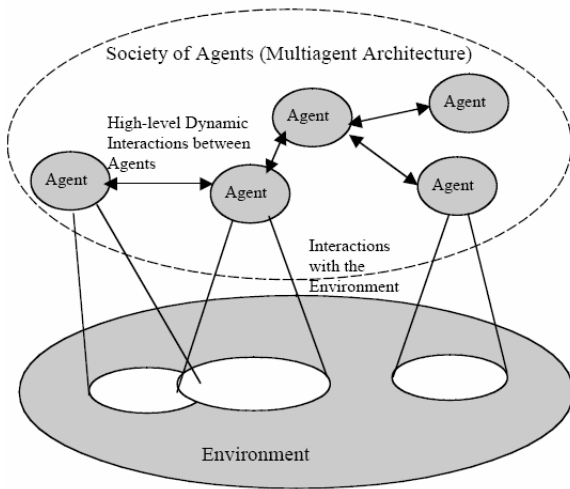 Society of Agents (Multiagent Architecture)
Agent
Agent
High-level Dynamic
Interactions between
Agents
Agent
Agent
Agent
Interactions
with the
Environment
Environment